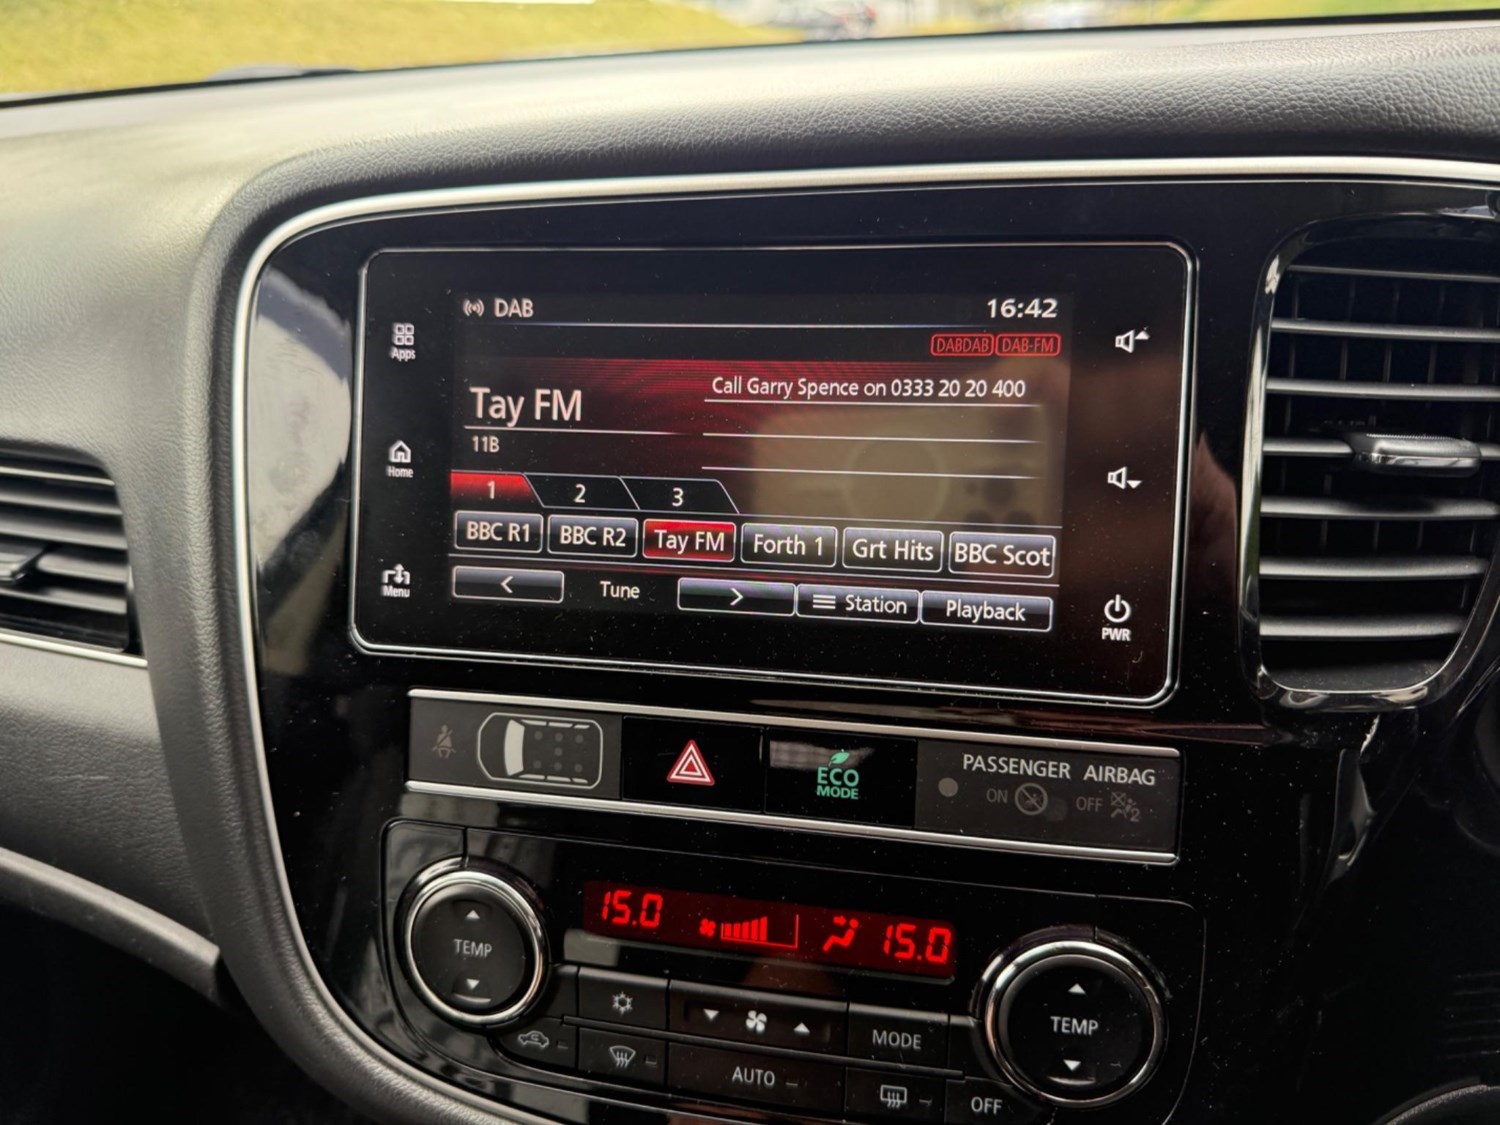 DAB
16:42
DABDAB DAB-FM
Apps
Tay FM
Call Garry Spence on 0333 20 20 400
11B
Home
1 2 3
BBC R1 BBC R2 Tay FM Forth 1 Grt Hits BBC Scot
< Tune > Station Playback
Menu
PWR
ECO
MODE
PASSENGER AIRBAG
ON OFF 2
15.0 15.0
TEMP
TEMP
MODE
AUTO
OFF